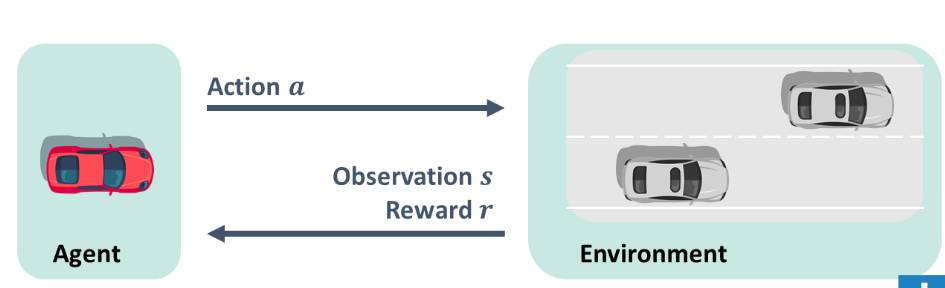 Action a
Observation s
Reward r
Agent
Environment